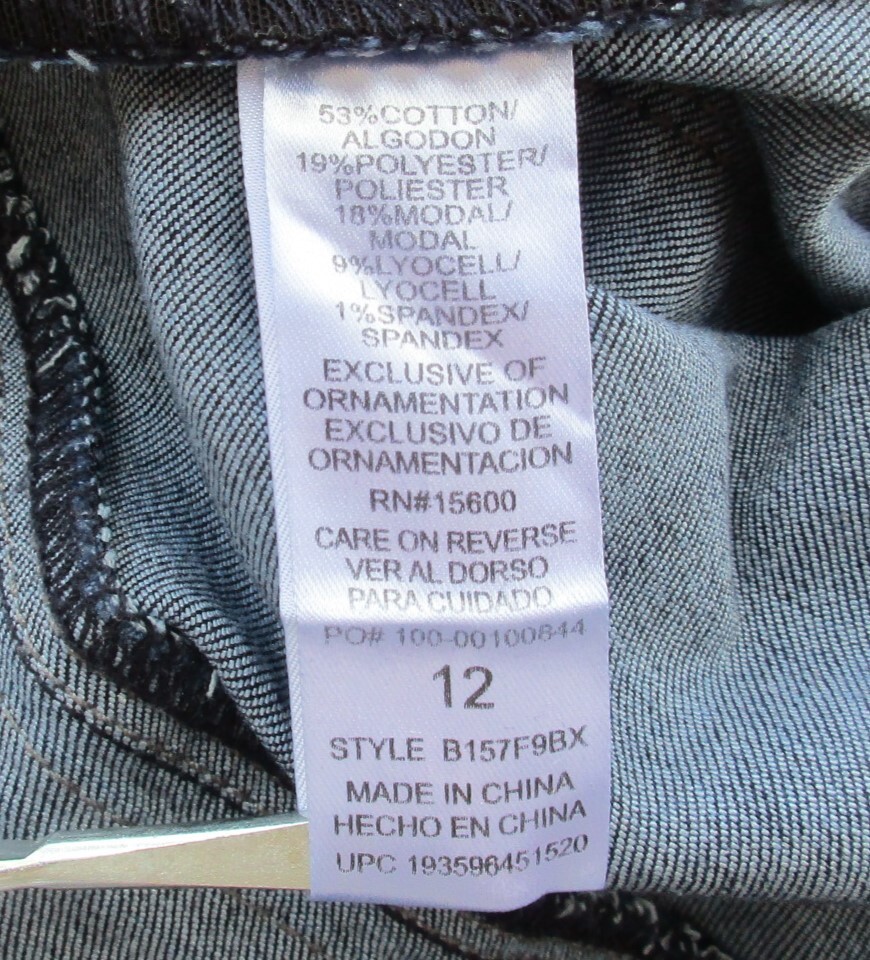 53%COTTON/
ALGODON
19%POLYESTER/
POLIESTER
18%MODAL/
MODAL
9%LYOCELL/
LYOCELL
1%SPANDEX/
SPANDEX
EXCLUSIVE OF
ORNAMENTATION
EXCLUSIVO DE
ORNAMENTACION
RN#15600
CARE ON REVERSE
VER AL DORSO
PARA CUIDADO
PO# 100-00100844
12
STYLE B157F9BX
MADE IN CHINA
HECHO EN CHINA
UPC 193596451520